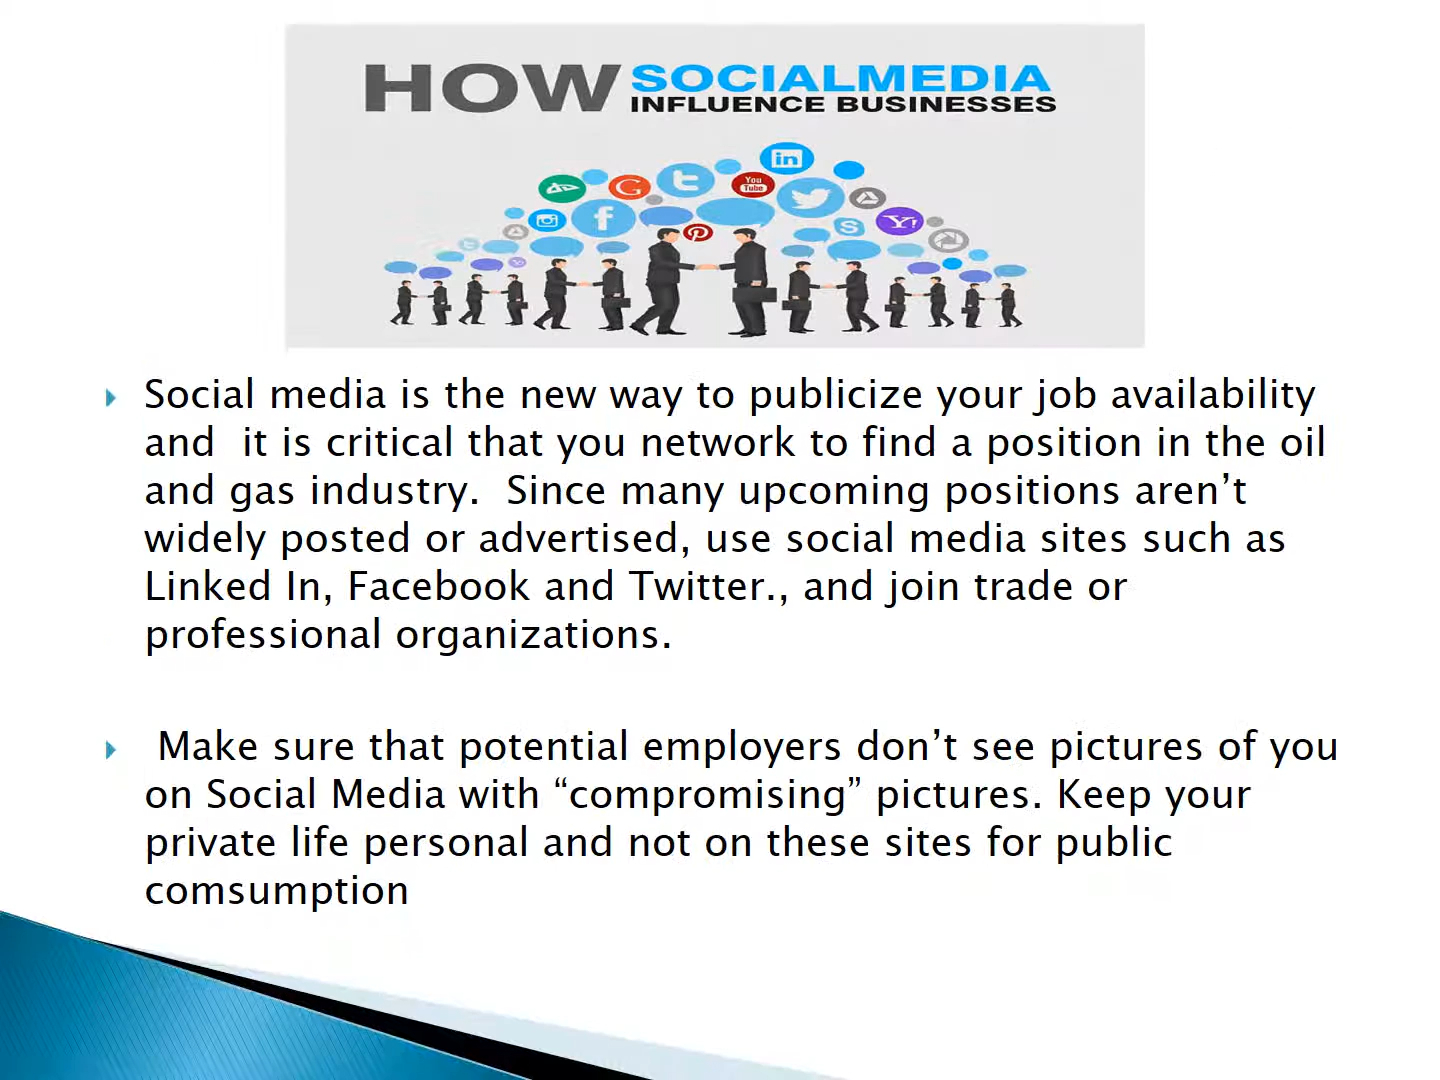 HOW SOCIALMEDIA
INFLUENCE BUSINESSES
in
You
Tube
G
t
f
S
Y!
Social media is the new way to publicize your job availability
and  it is critical that you network to find a position in the oil
and gas industry.  Since many upcoming positions aren’t
widely posted or advertised, use social media sites such as
Linked In, Facebook and Twitter., and join trade or
professional organizations.
Make sure that potential employers don’t see pictures of you
on Social Media with “compromising” pictures. Keep your
private life personal and not on these sites for public
comsumption